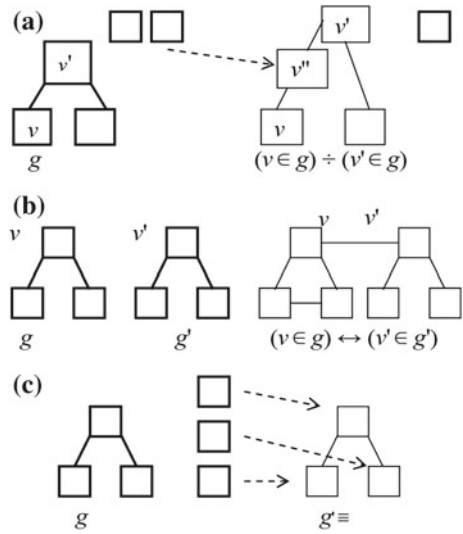 (a)
v' v'
v''
v v
g (v ∈ g) ÷ (v' ∈ g)
(b)
v v' v v'
g g' (v ∈ g) ↔ (v' ∈ g')
(c)
g g' ≡